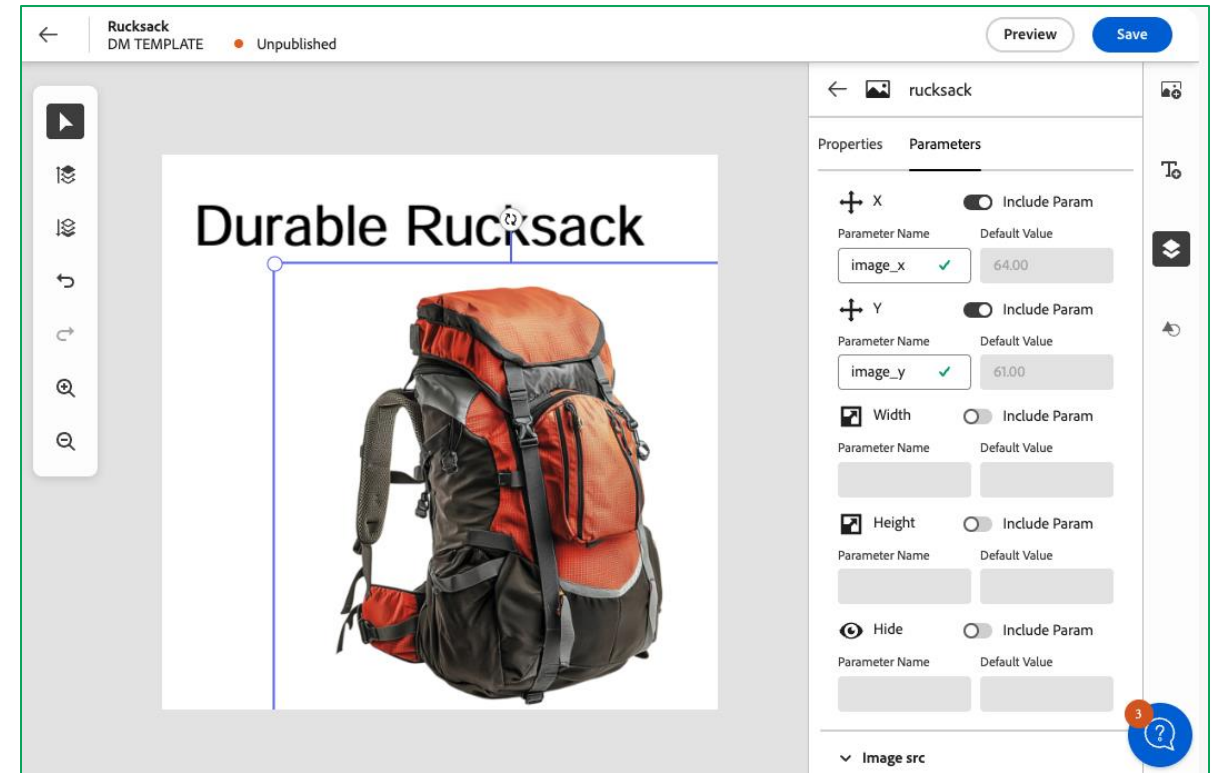 Rucksack
DM TEMPLATE
Unpublished
Preview
Save
rucksack
Properties Parameters
Durable Rucksack
X Include Param
Parameter Name Default Value
image_x 64.00
Y Include Param
Parameter Name Default Value
image_y 61.00
Width Include Param
Parameter Name Default Value
Height Include Param
Parameter Name Default Value
Hide Include Param
Parameter Name Default Value
3
Image src